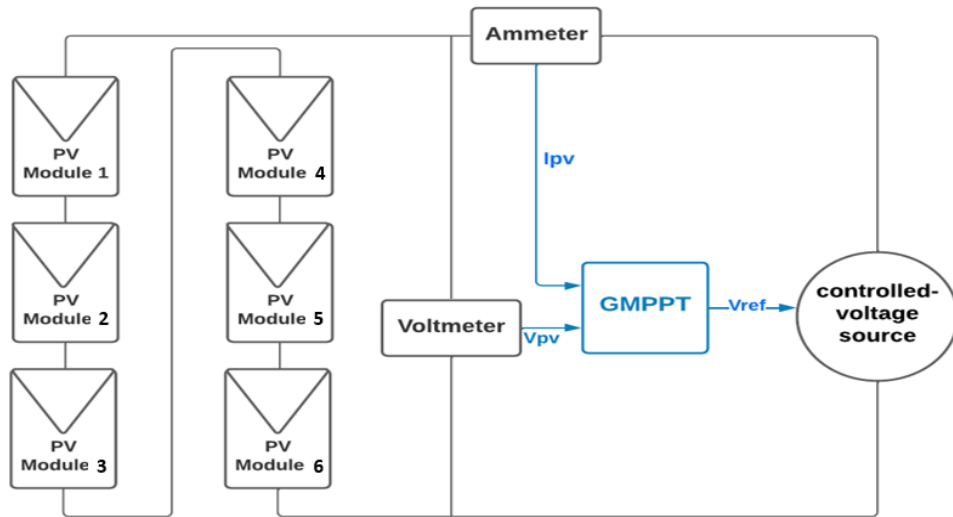 Ammeter
PV
Module 1
PV
Module 4
Ipv
PV
Module 2
PV
Module 5
Voltmeter
Vpv
GMPPT
Vref
controlled-
voltage
source
PV
Module 3
PV
Module 6